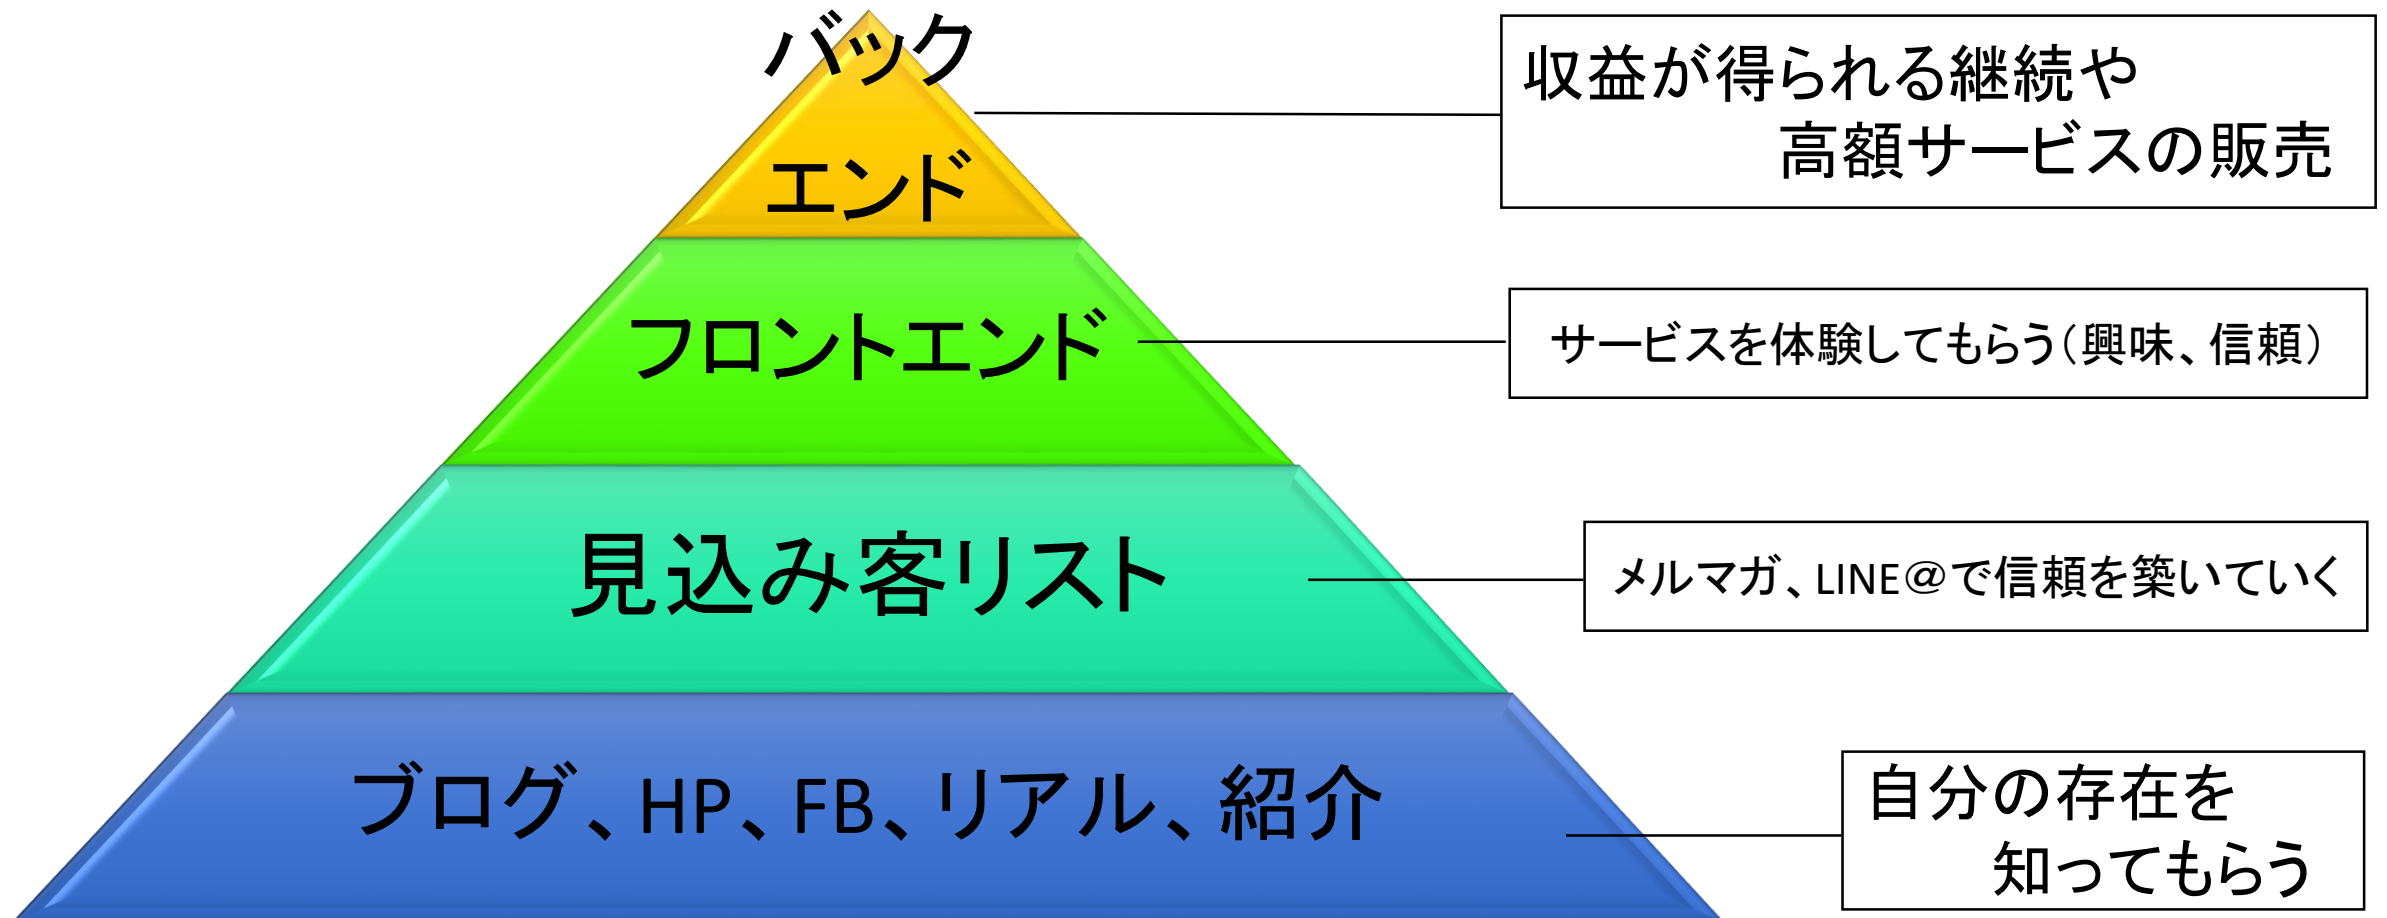 バック
エンド
収益が得られる継続や
高額サービスの販売
フロントエンド
サービスを体験してもらう（興味、信頼）
見込み客リスト
メルマガ、LINE＠で信頼を築いていく
ブログ、HP、FB、リアル、紹介
自分の存在を
知ってもらう